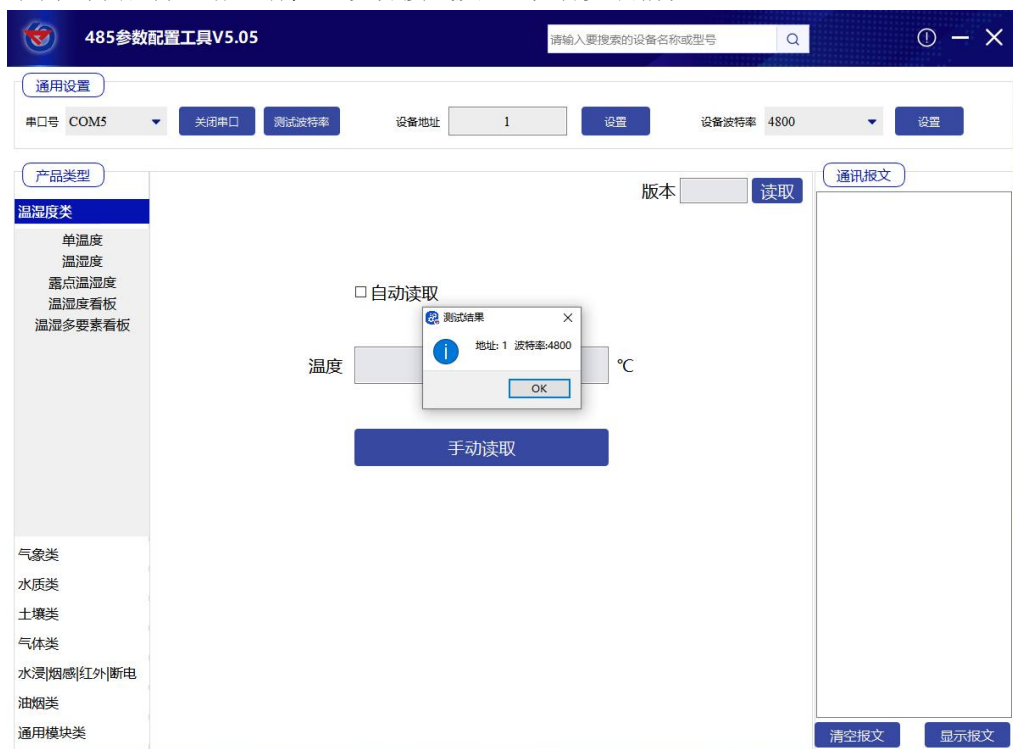 485参数配置工具V5.05
请输入要搜索的设备名称或型号
通用设置
串口号 COM5 关闭串口 测试波特率 设备地址 1 设置 设备波特率 4800 设置
产品类型
通讯报文
版本 读取
温湿度类
单温度
温湿度
露点温湿度
温湿度看板
温湿多要素看板
自动读取
测试结果
地址: 1 波特率:4800
OK
温度 ℃
手动读取
气象类
水质类
土壤类
气体类
水浸|烟感|红外|断电
油烟类
通用模块类
清空报文 显示报文